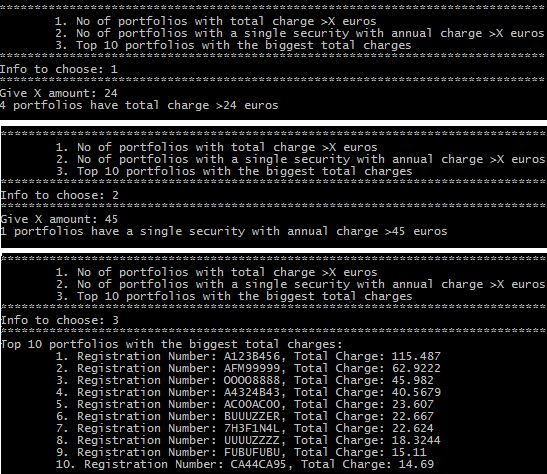 *******************************************************************************
1. No of portfolios with total charge >X euros
2. No of portfolios with a single security with annual charge >X euros
3. Top 10 portfolios with the biggest total charges
*******************************************************************************
Info to choose: 1
*******************************************************************************
Give X amount: 24
4 portfolios have total charge >24 euros
*******************************************************************************
1. No of portfolios with total charge >X euros
2. No of portfolios with a single security with annual charge >X euros
3. Top 10 portfolios with the biggest total charges
*******************************************************************************
Info to choose: 2
*******************************************************************************
Give X amount: 45
1 portfolios have a single security with annual charge >45 euros
*******************************************************************************
1. No of portfolios with total charge >X euros
2. No of portfolios with a single security with annual charge >X euros
3. Top 10 portfolios with the biggest total charges
*******************************************************************************
Info to choose: 3
*******************************************************************************
Top 10 portfolios with the biggest total charges:
1. Registration Number: A123B456, Total Charge: 115.487
2. Registration Number: AFM99999, Total Charge: 62.9222
3. Registration Number: OOOO8888, Total Charge: 45.982
4. Registration Number: A4324B43, Total Charge: 40.5679
5. Registration Number: AC00AC00, Total Charge: 23.607
6. Registration Number: BUUUZZER, Total Charge: 22.667
7. Registration Number: 7H3F1N4L, Total Charge: 22.624
8. Registration Number: UUUUZZZZ, Total Charge: 18.3244
9. Registration Number: FUBUFUBU, Total Charge: 15.11
10. Registration Number: CA44CA95, Total Charge: 14.69